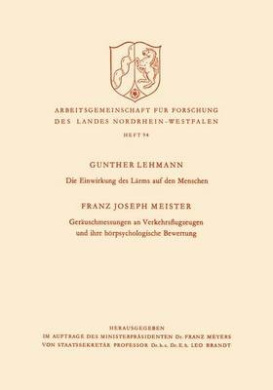 ARBEITSGEMEINSCHAFT FÜR FORSCHUNG
DES LANDES NORDRHEIN-WESTFALEN
HEFT 94
GUNTHER LEHMANN
Die Einwirkung des Lärms auf den Menschen
FRANZ JOSEPH MEISTER
Geräuschmessungen an Verkehrsflugzeugen
und ihre hörpsychologische Bewertung
HERAUSGEGEBEN
IM AUFTRAGE DES MINISTERPRÄSIDENTEN Dr. FRANZ MEYERS
VON STAATSSEKRETÄR PROFESSOR Dr. h. c. Dr. E. h. LEO BRANDT